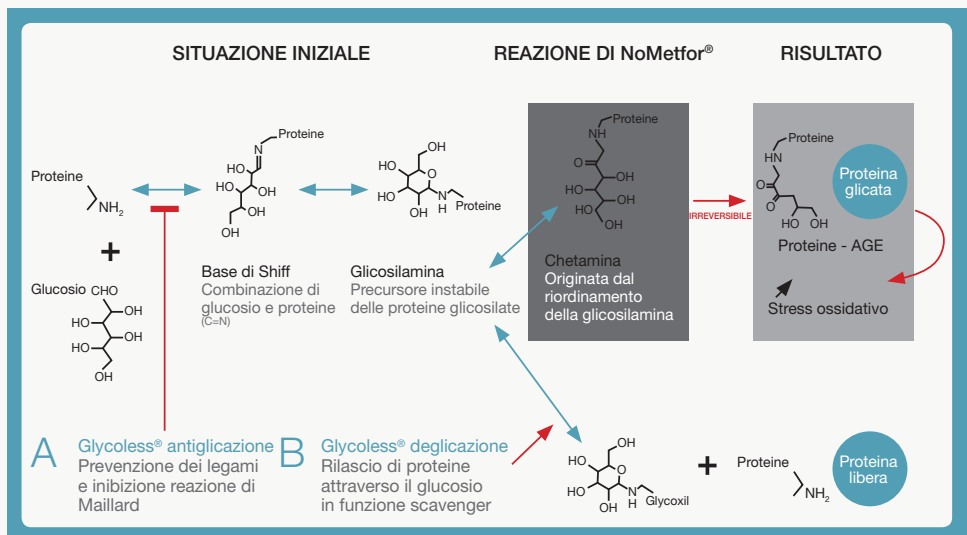 SITUAZIONE INIZIALE
REAZIONE DI NoMetfor®
RISULTATO
Proteine
NH2
+
Glucosio CHO
OH
HO
OH
HO
OH
Proteine
N
HO
HO
OH
OH
OH
Base di Shiff
Combinazione di
glucosio e proteine
(C=N)
OH
HO
O
HO
OH
N
H
Proteine
Glicosilamina
Precursore instabile
delle proteine glicosilate
Proteine
NH
O
OH
HO
HO
OH
Chetamina
Originata dal
riordinamento
della glicosilamina
IRREVERSIBILE
Proteine
HN
O
O
OH
HO
Proteine - AGE
Proteina
glicata
Stress ossidativo
A
Glycoless® antiglicazione
Prevenzione dei legami
e inibizione reazione di
Maillard
B
Glycoless® deglicazione
Rilascio di proteine
attraverso il glucosio
in funzione scavenger
OH
HO
O
HO
OH
N
H
Glycoxil
+
Proteine
NH2
Proteina
libera